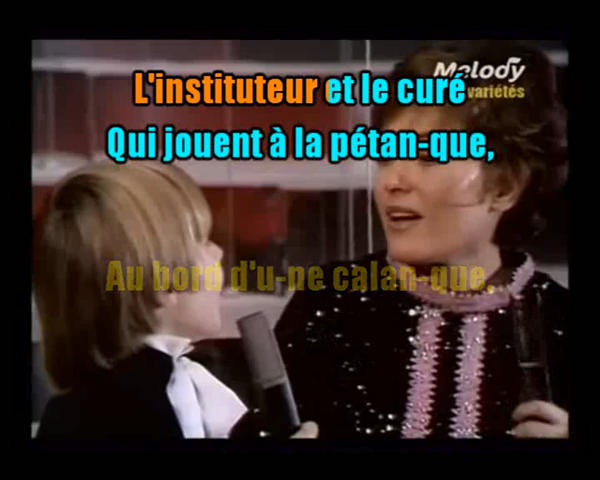 Melody
variétés
L'instituteur et le curé
Qui jouent à la pétan-que,
Au bord d'u-ne calan-que,